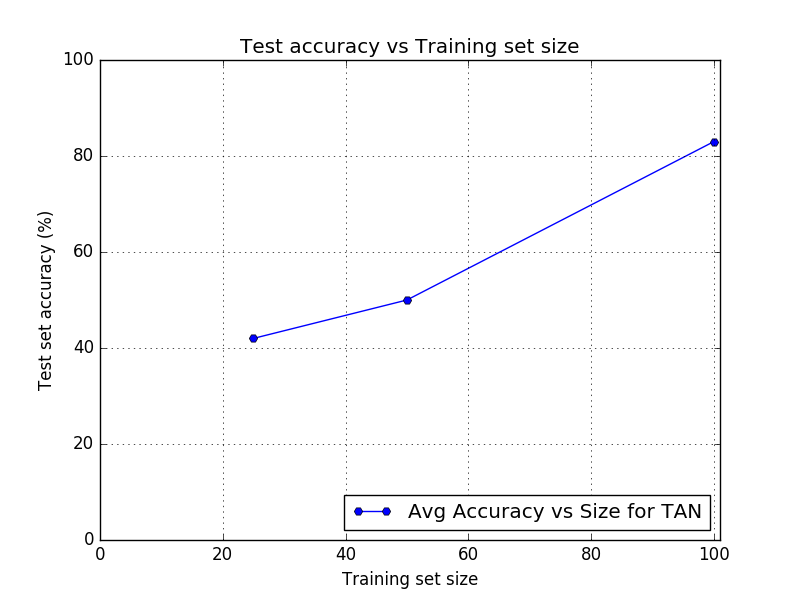 Test accuracy vs Training set size
100
80
60
40
20
0
Test set accuracy (%)
Avg Accuracy vs Size for TAN
0 20 40 60 80 100
Training set size